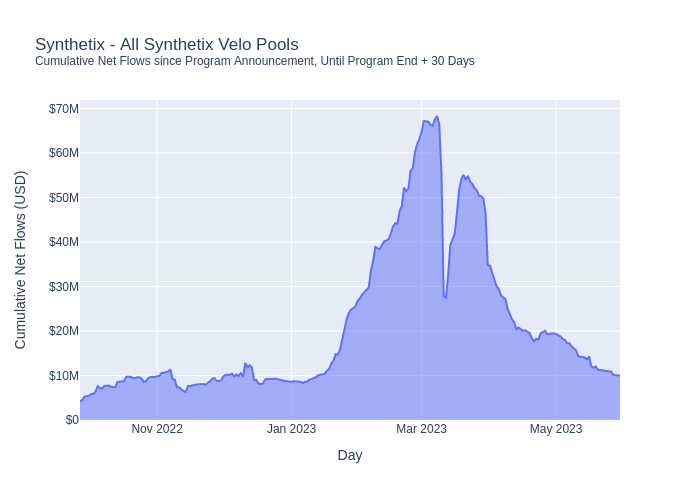 Synthetix - All Synthetix Velo Pools
Cumulative Net Flows since Program Announcement, Until Program End + 30 Days
Cumulative Net Flows (USD)
$70M
$60M
$50M
$40M
$30M
$20M
$10M
$0
Nov 2022
Jan 2023
Mar 2023
May 2023
Day